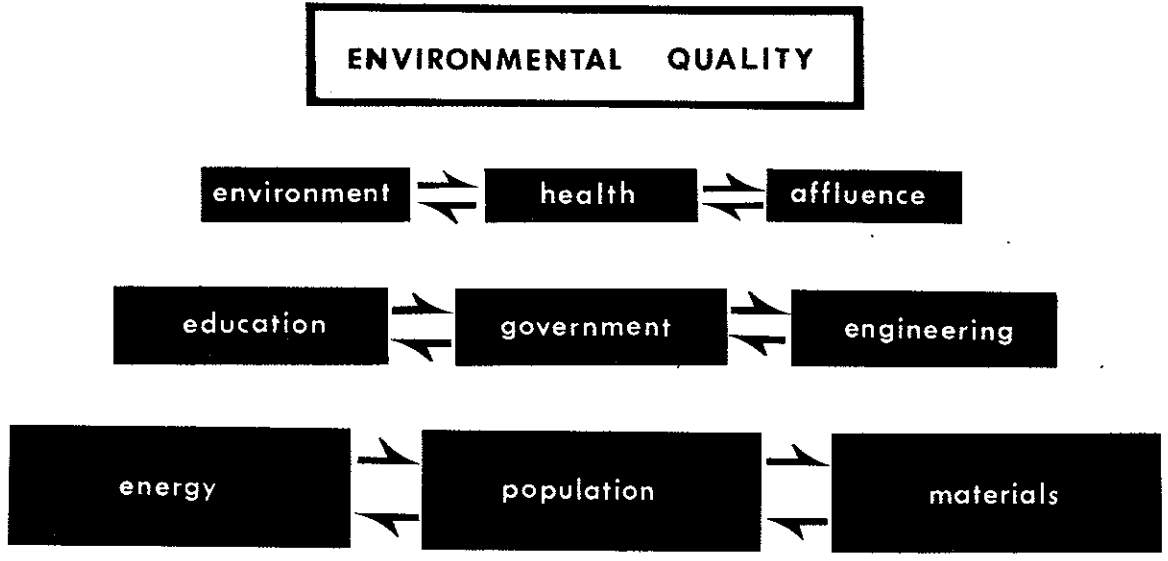 ENVIRONMENTAL QUALITY
environment health affluence
education government engineering
energy population materials